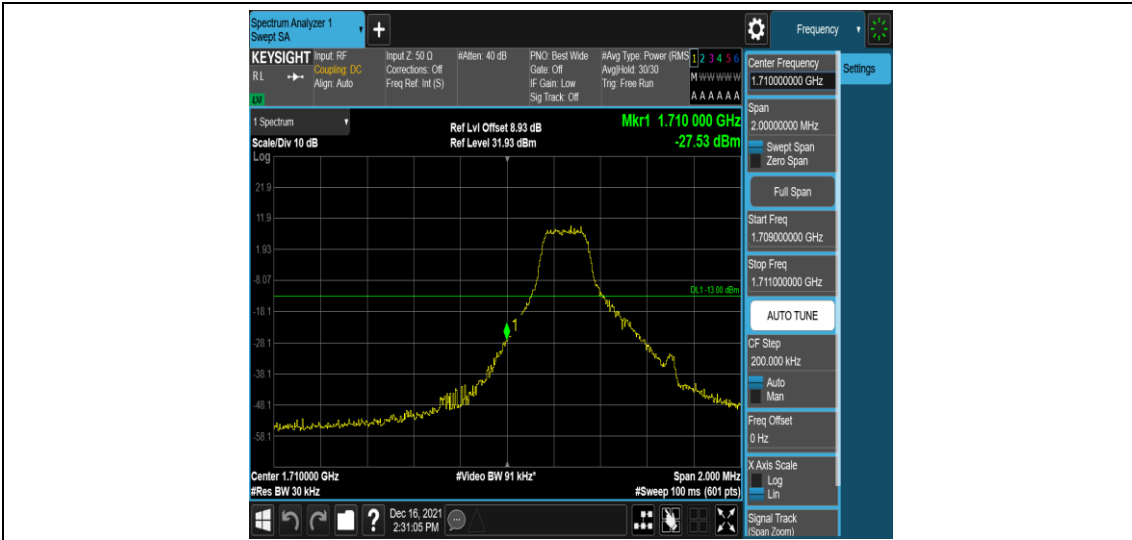 Spectrum Analyzer 1
Swept SA
+
Frequency
KEYSIGHT
RL
Input: RF
Coupling: DC
Align: Auto
Input Z: 50 Ω
Corrections: Off
Freq Ref: Int (S)
#Atten: 40 dB
PNO: Best Wide
Gate: Off
IF Gain: Low
Sig Track: Off
#Avg Type: Power (RMS
Avg|Hold: 30/30
Trig: Free Run
1 2 3 4 5 6
M W W W W W
A A A A A A
1 Spectrum
Scale/Div 10 dB
Log
Ref Lvl Offset 8.93 dB
Ref Level 31.93 dBm
Mkr1 1.710 000 GHz
-27.53 dBm
21.9
11.9
1.93
-8.07
-18.1
-28.1
-38.1
-48.1
-58.1
DL1 -13.00 dBm
1
Center 1.710000 GHz
#Res BW 30 kHz
#Video BW 91 kHz*
Span 2.000 MHz
#Sweep 100 ms (601 pts)
Center Frequency
1.710000000 GHz
Settings
Span
2.00000000 MHz
Swept Span
Zero Span
Full Span
Start Freq
1.709000000 GHz
Stop Freq
1.711000000 GHz
AUTO TUNE
CF Step
200.000 kHz
Auto
Man
Freq Offset
0 Hz
X Axis Scale
Log
Lin
Signal Track
(Span Zoom)
?
Dec 16, 2021
2:31:05 PM